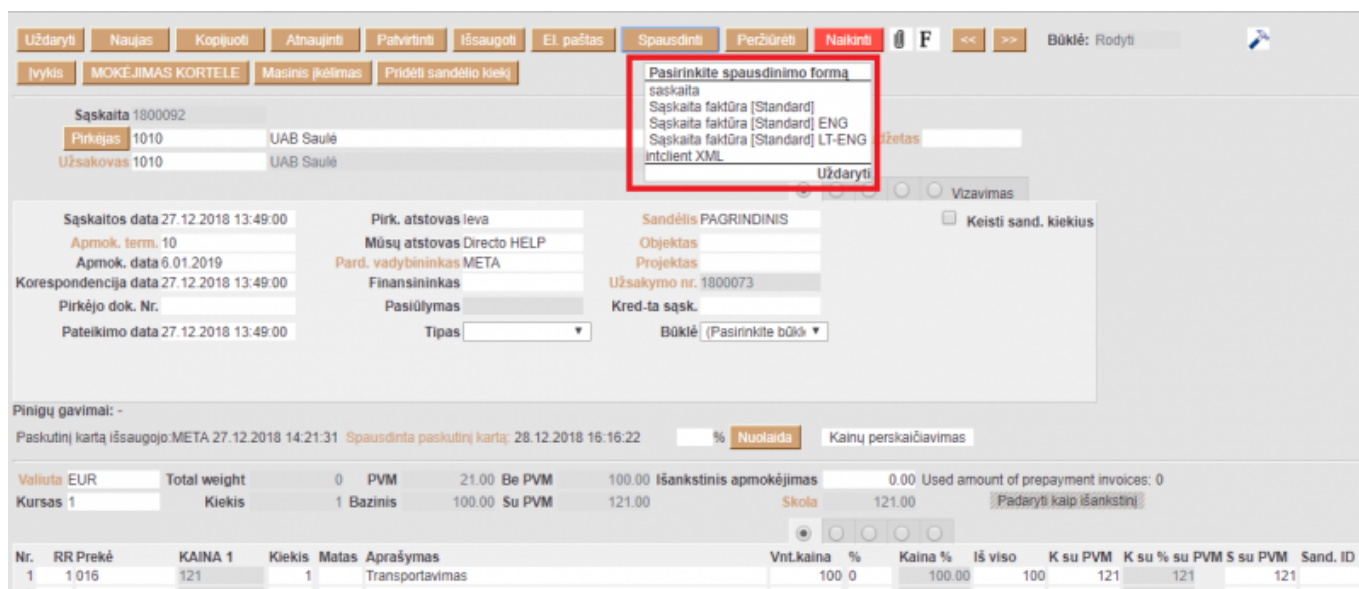 Uždaryti Naujas Kopijuoti Atnaujinti Patvirtinti Išsaugoti El. paštas Spausdinti Peržiūrėti Naikinti F << >> Būklė: Rodyti
Įvykis MOKĖJIMAS KORTELE Masinis įkėlimas Pridėti sandėlio kiekį
Pasirinkite spausdinimo formą
saskaita
Sąskaita faktūra [Standard]
Sąskaita faktūra [Standard] ENG
Sąskaita faktūra [Standard] LT-ENG
intclient XML
Uždaryti
Sąskaita 1800092
Pirkėjas 1010 UAB Saulė džetas
Užsakovas 1010 UAB Saulė
Vizavimas
Sąskaitos data 27.12.2018 13:49:00 Pirk. atstovas Ieva Sandėlis PAGRINDINIS Keisti sand. kiekius
Apmok. term. 10 Mūsų atstovas Directo HELP Objektas
Apmok. data 6.01.2019 Pard. vadybininkas META Projektas
Korespondencija data 27.12.2018 13:49:00 Finansininkas Užsakymo nr. 1800073
Pirkėjo dok. Nr. Pasiūlymas Kred-ta sąsk.
Pateikimo data 27.12.2018 13:49:00 Tipas Būklė (Pasirinkite būkl
Pinigų gavimai: -
Paskutinį kartą išsaugojo:META 27.12.2018 14:21:31 Spausdinta paskutinį kartą: 28.12.2018 16:16:22 % Nuolaida Kainų perskaičiavimas
Valiuta EUR Total weight 0 PVM 21.00 Be PVM 100.00 Išankstinis apmokėjimas 0.00 Used amount of prepayment invoices: 0
Kursas 1 Kiekis 1 Bazinis 100.00 Su PVM 121.00 Skola 121.00 Padaryti kaip išankstinį
Nr. RR Prekė KAINA 1 Kiekis Matas Aprašymas Vnt.kaina % Kaina % Iš viso K su PVM K su % su PVM S su PVM Sand. ID
1 1 016 121 1 Transportavimas 100 0 100.00 100 121 121 121